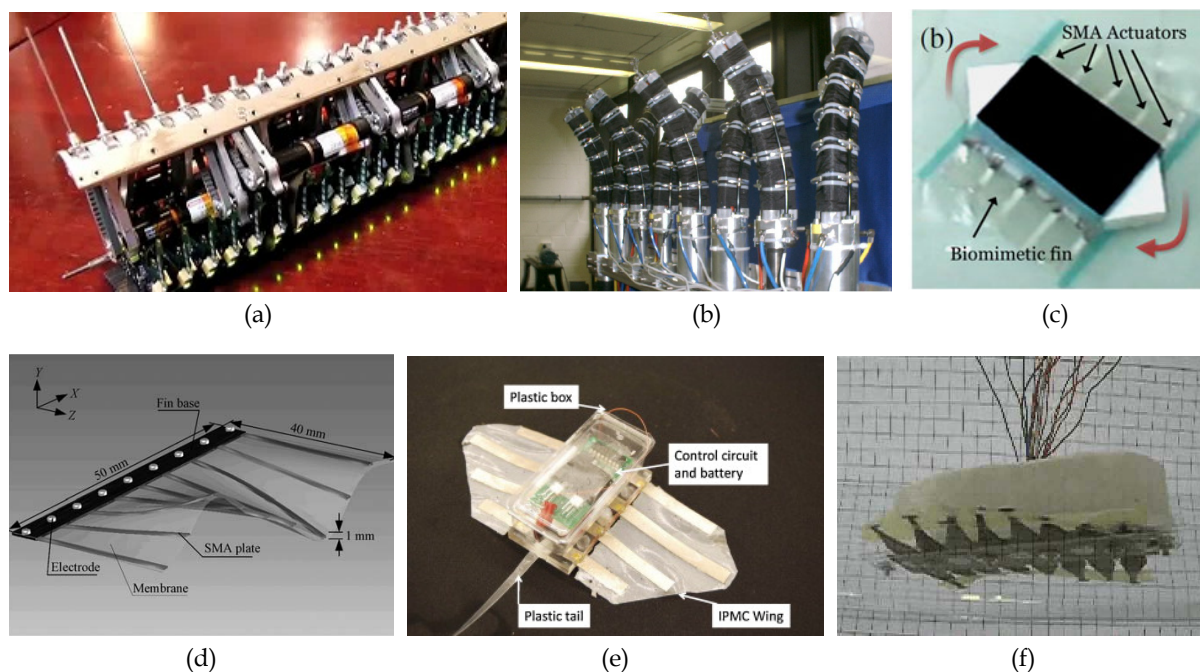 (b)
SMA Actuators
Biomimetic fin
(a)
(b)
(c)
Y
X
Z
Fin base
40 mm
50 mm
1 mm
SMA plate
Electrode
Membrane
Plastic box
Control circuit
and battery
Plastic tail
IPMC Wing
(d)
(e)
(f)